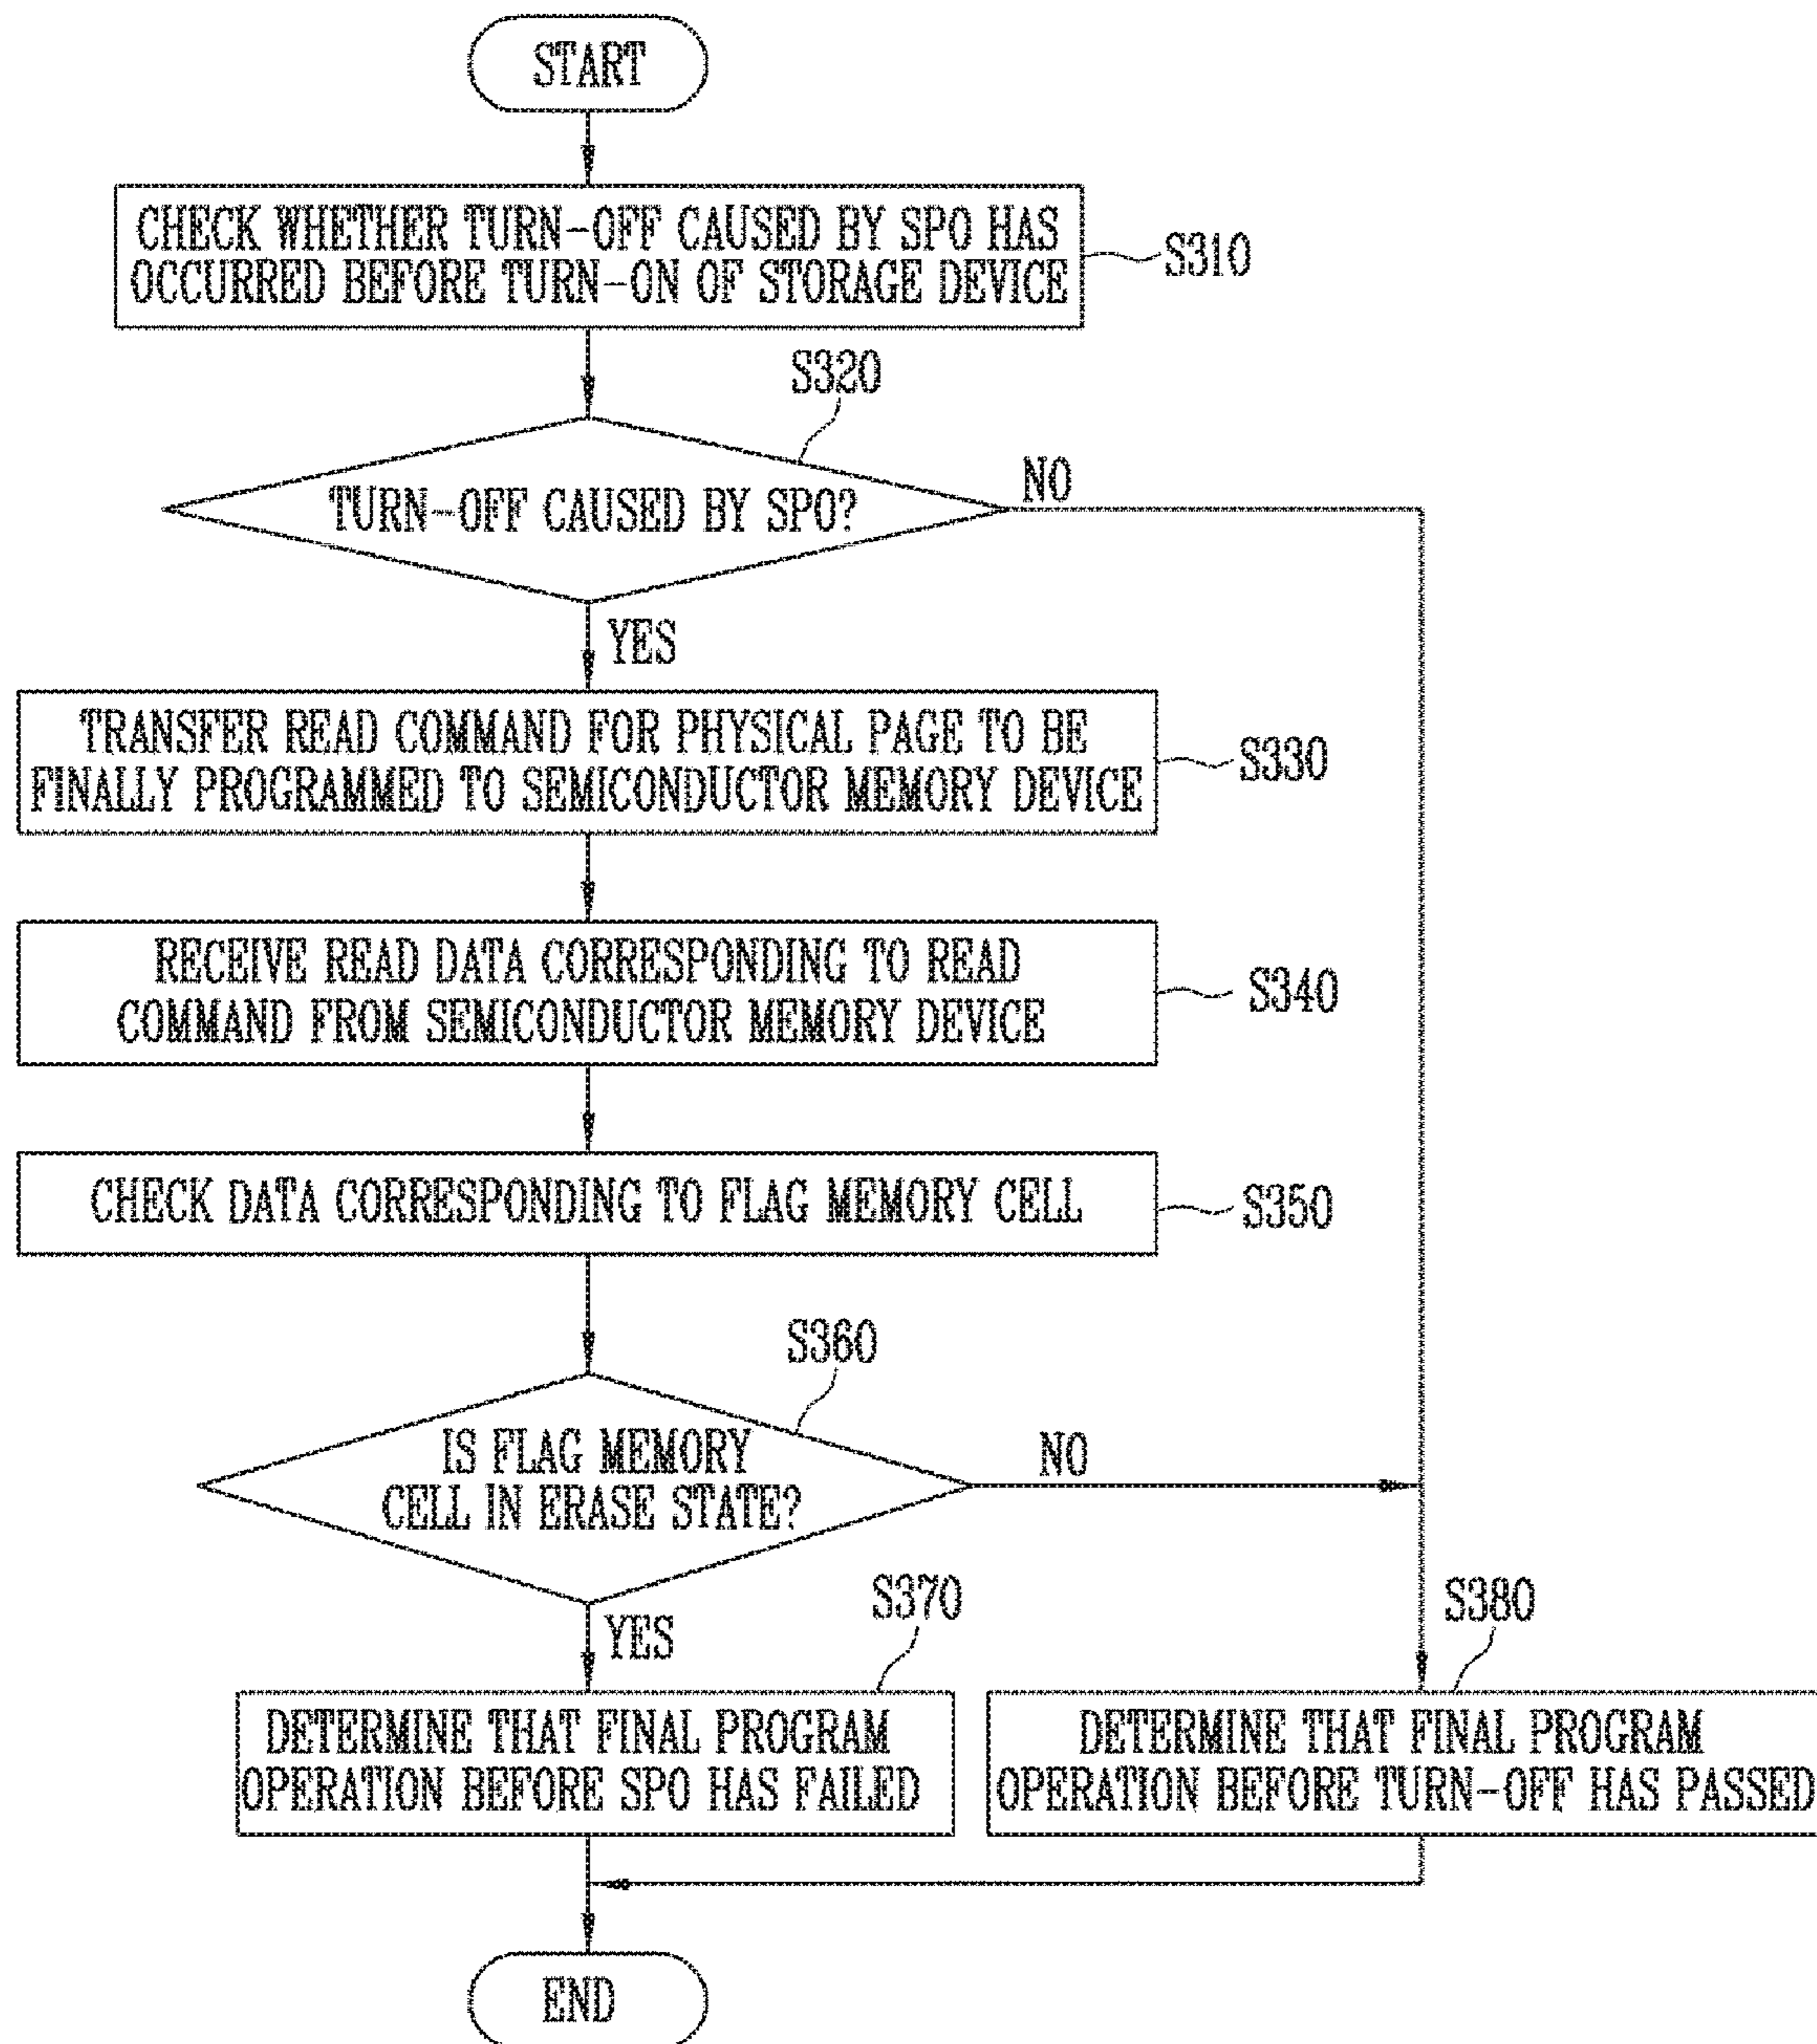 START
CHECK WHETHER TURN-OFF CAUSED BY SPO HAS
OCCURRED BEFORE TURN-ON OF STORAGE DEVICE
S310
S320
TURN-OFF CAUSED BY SPO?
NO
YES
TRANSFER READ COMMAND FOR PHYSICAL PAGE TO BE
FINALLY PROGRAMMED TO SEMICONDUCTOR MEMORY DEVICE
S330
RECEIVE READ DATA CORRESPONDING TO READ
COMMAND FROM SEMICONDUCTOR MEMORY DEVICE
S340
CHECK DATA CORRESPONDING TO FLAG MEMORY CELL
S350
S360
IS FLAG MEMORY
CELL IN ERASE STATE?
NO
YES
S370
DETERMINE THAT FINAL PROGRAM
OPERATION BEFORE SPO HAS FAILED
S380
DETERMINE THAT FINAL PROGRAM
OPERATION BEFORE TURN-OFF HAS PASSED
END